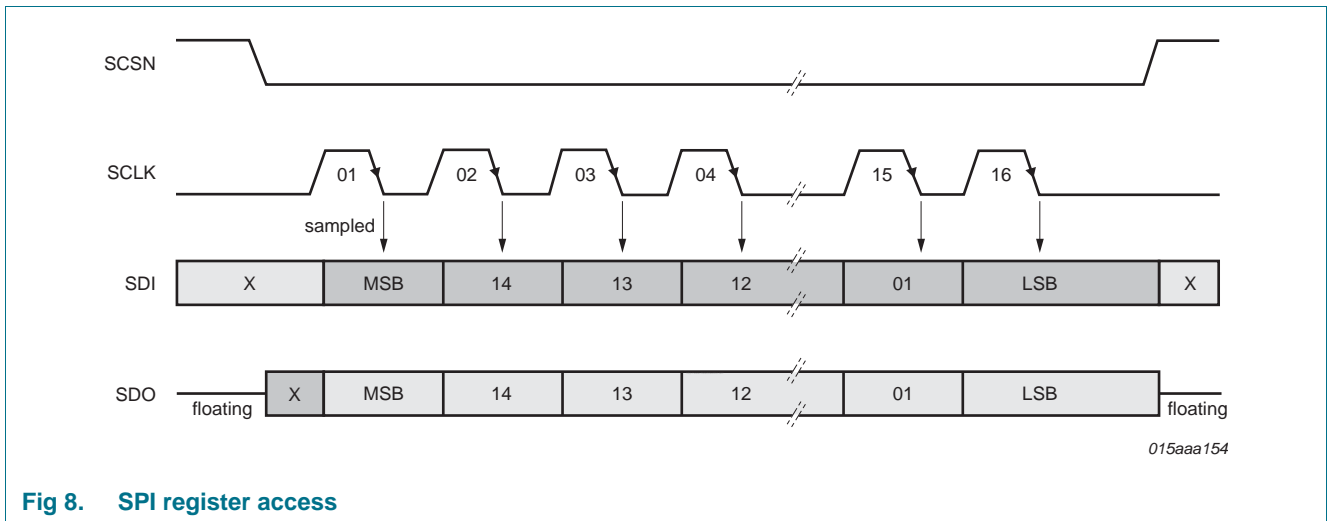 SCSN
SCLK 01 02 03 04 15 16
sampled
SDI X MSB 14 13 12 01 LSB X
SDO X MSB 14 13 12 01 LSB
floating floating
015aaa154
Fig 8. SPI register access